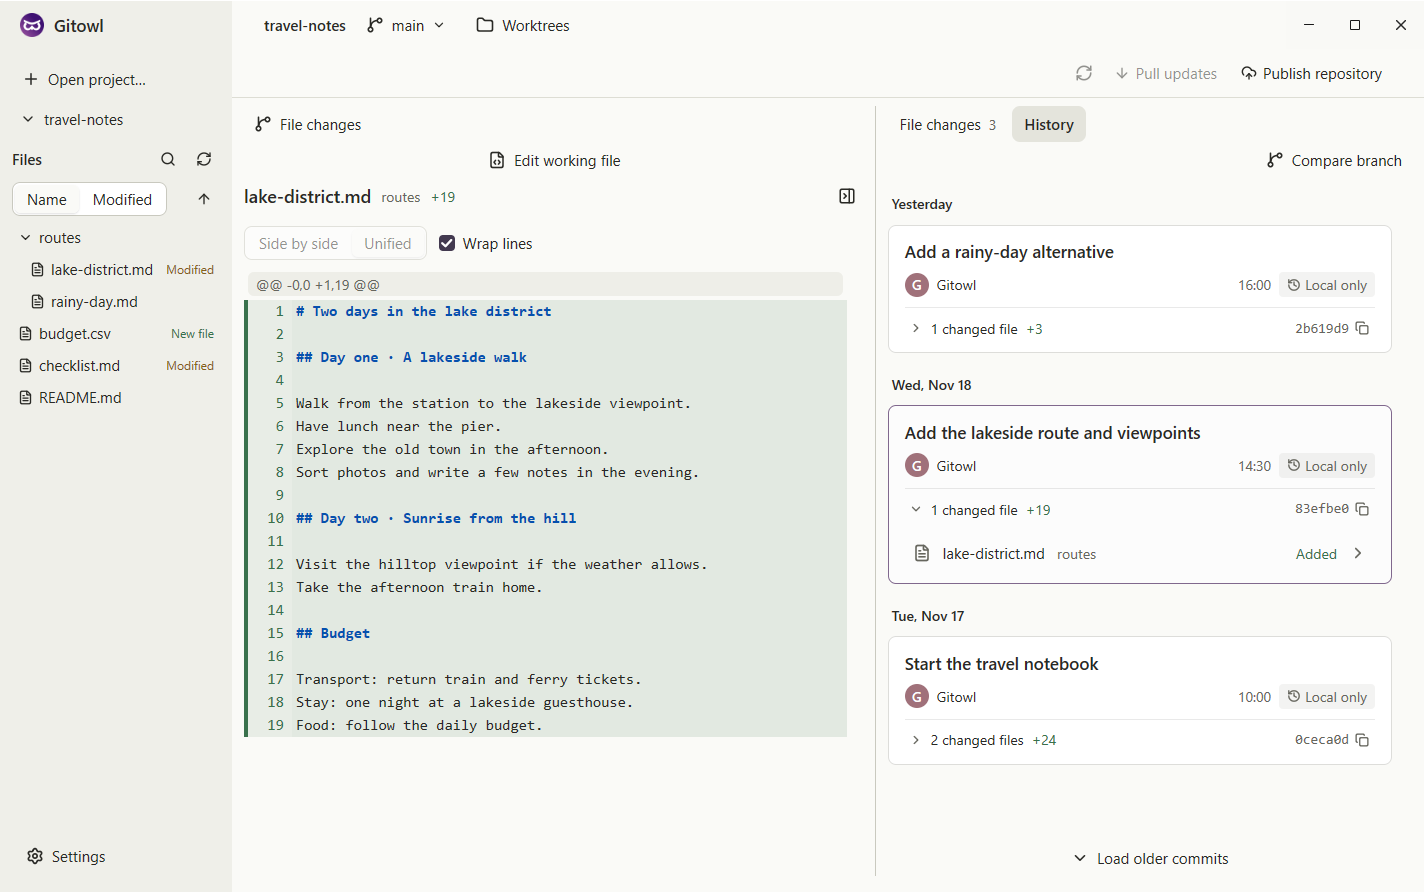 Gitowl
travel-notes
main
Worktrees
Open project...
Pull updates
Publish repository
travel-notes
Files
Name
Modified
routes
lake-district.md Modified
rainy-day.md
budget.csv New file
checklist.md Modified
README.md
Settings
File changes
Edit working file
lake-district.md routes +19
Side by side
Unified
Wrap lines
@@ -0,0 +1,19 @@
1 # Two days in the lake district
2
3 ## Day one · A lakeside walk
4
5 Walk from the station to the lakeside viewpoint.
6 Have lunch near the pier.
7 Explore the old town in the afternoon.
8 Sort photos and write a few notes in the evening.
9
10 ## Day two · Sunrise from the hill
11
12 Visit the hilltop viewpoint if the weather allows.
13 Take the afternoon train home.
14
15 ## Budget
16
17 Transport: return train and ferry tickets.
18 Stay: one night at a lakeside guesthouse.
19 Food: follow the daily budget.
File changes 3
History
Compare branch
Yesterday
Add a rainy-day alternative
G Gitowl 16:00 Local only
1 changed file +3 2b619d9
Wed, Nov 18
Add the lakeside route and viewpoints
G Gitowl 14:30 Local only
1 changed file +19 83efbe0
lake-district.md routes Added
Tue, Nov 17
Start the travel notebook
G Gitowl 10:00 Local only
2 changed files +24 0ceca0d
Load older commits